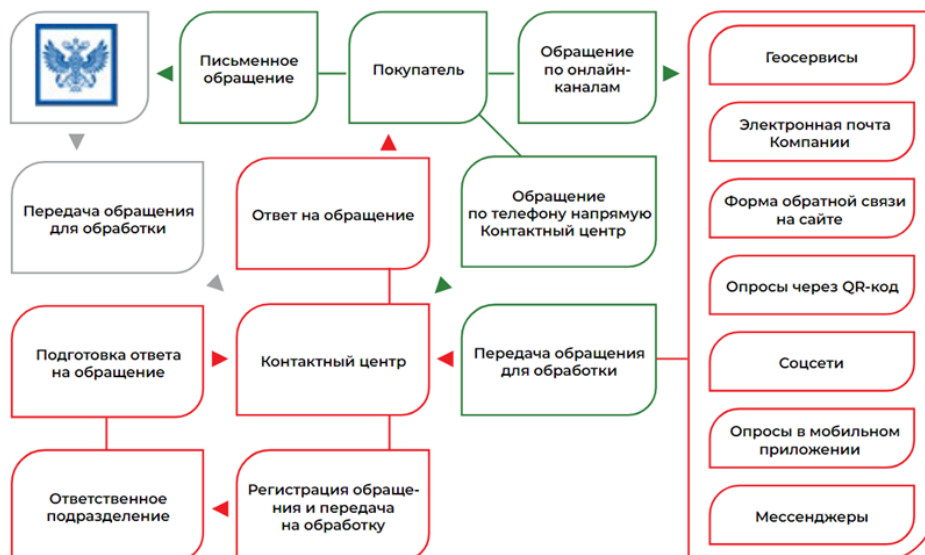 Письменное
обращение
Покупатель
Обращение
по онлайн-
каналам
Геосервисы
Электронная почта
Компании
Форма обратной связи
на сайте
Опросы через QR-код
Соцсети
Опросы в мобильном
приложении
Мессенджеры
Передача обращения
для обработки
Ответ на обращение
Обращение
по телефону напрямую
Контактный центр
Подготовка ответа
на обращение
Контактный центр
Передача обращения
для обработки
Ответственное
подразделение
Регистрация обраще-
ния и передача
на обработку